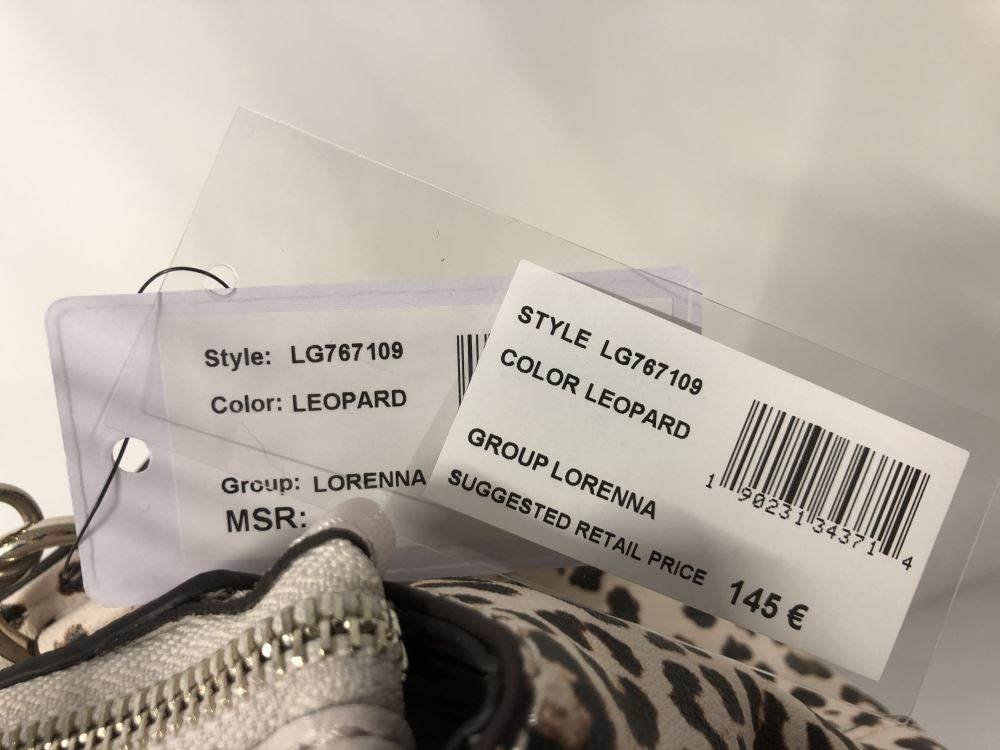 Style: LG767109
Color: LEOPARD
Group: LORENNA
MSR:
STYLE LG767109
COLOR LEOPARD
GROUP LORENNA
SUGGESTED RETAIL PRICE 145 €
1 90231 34371 4